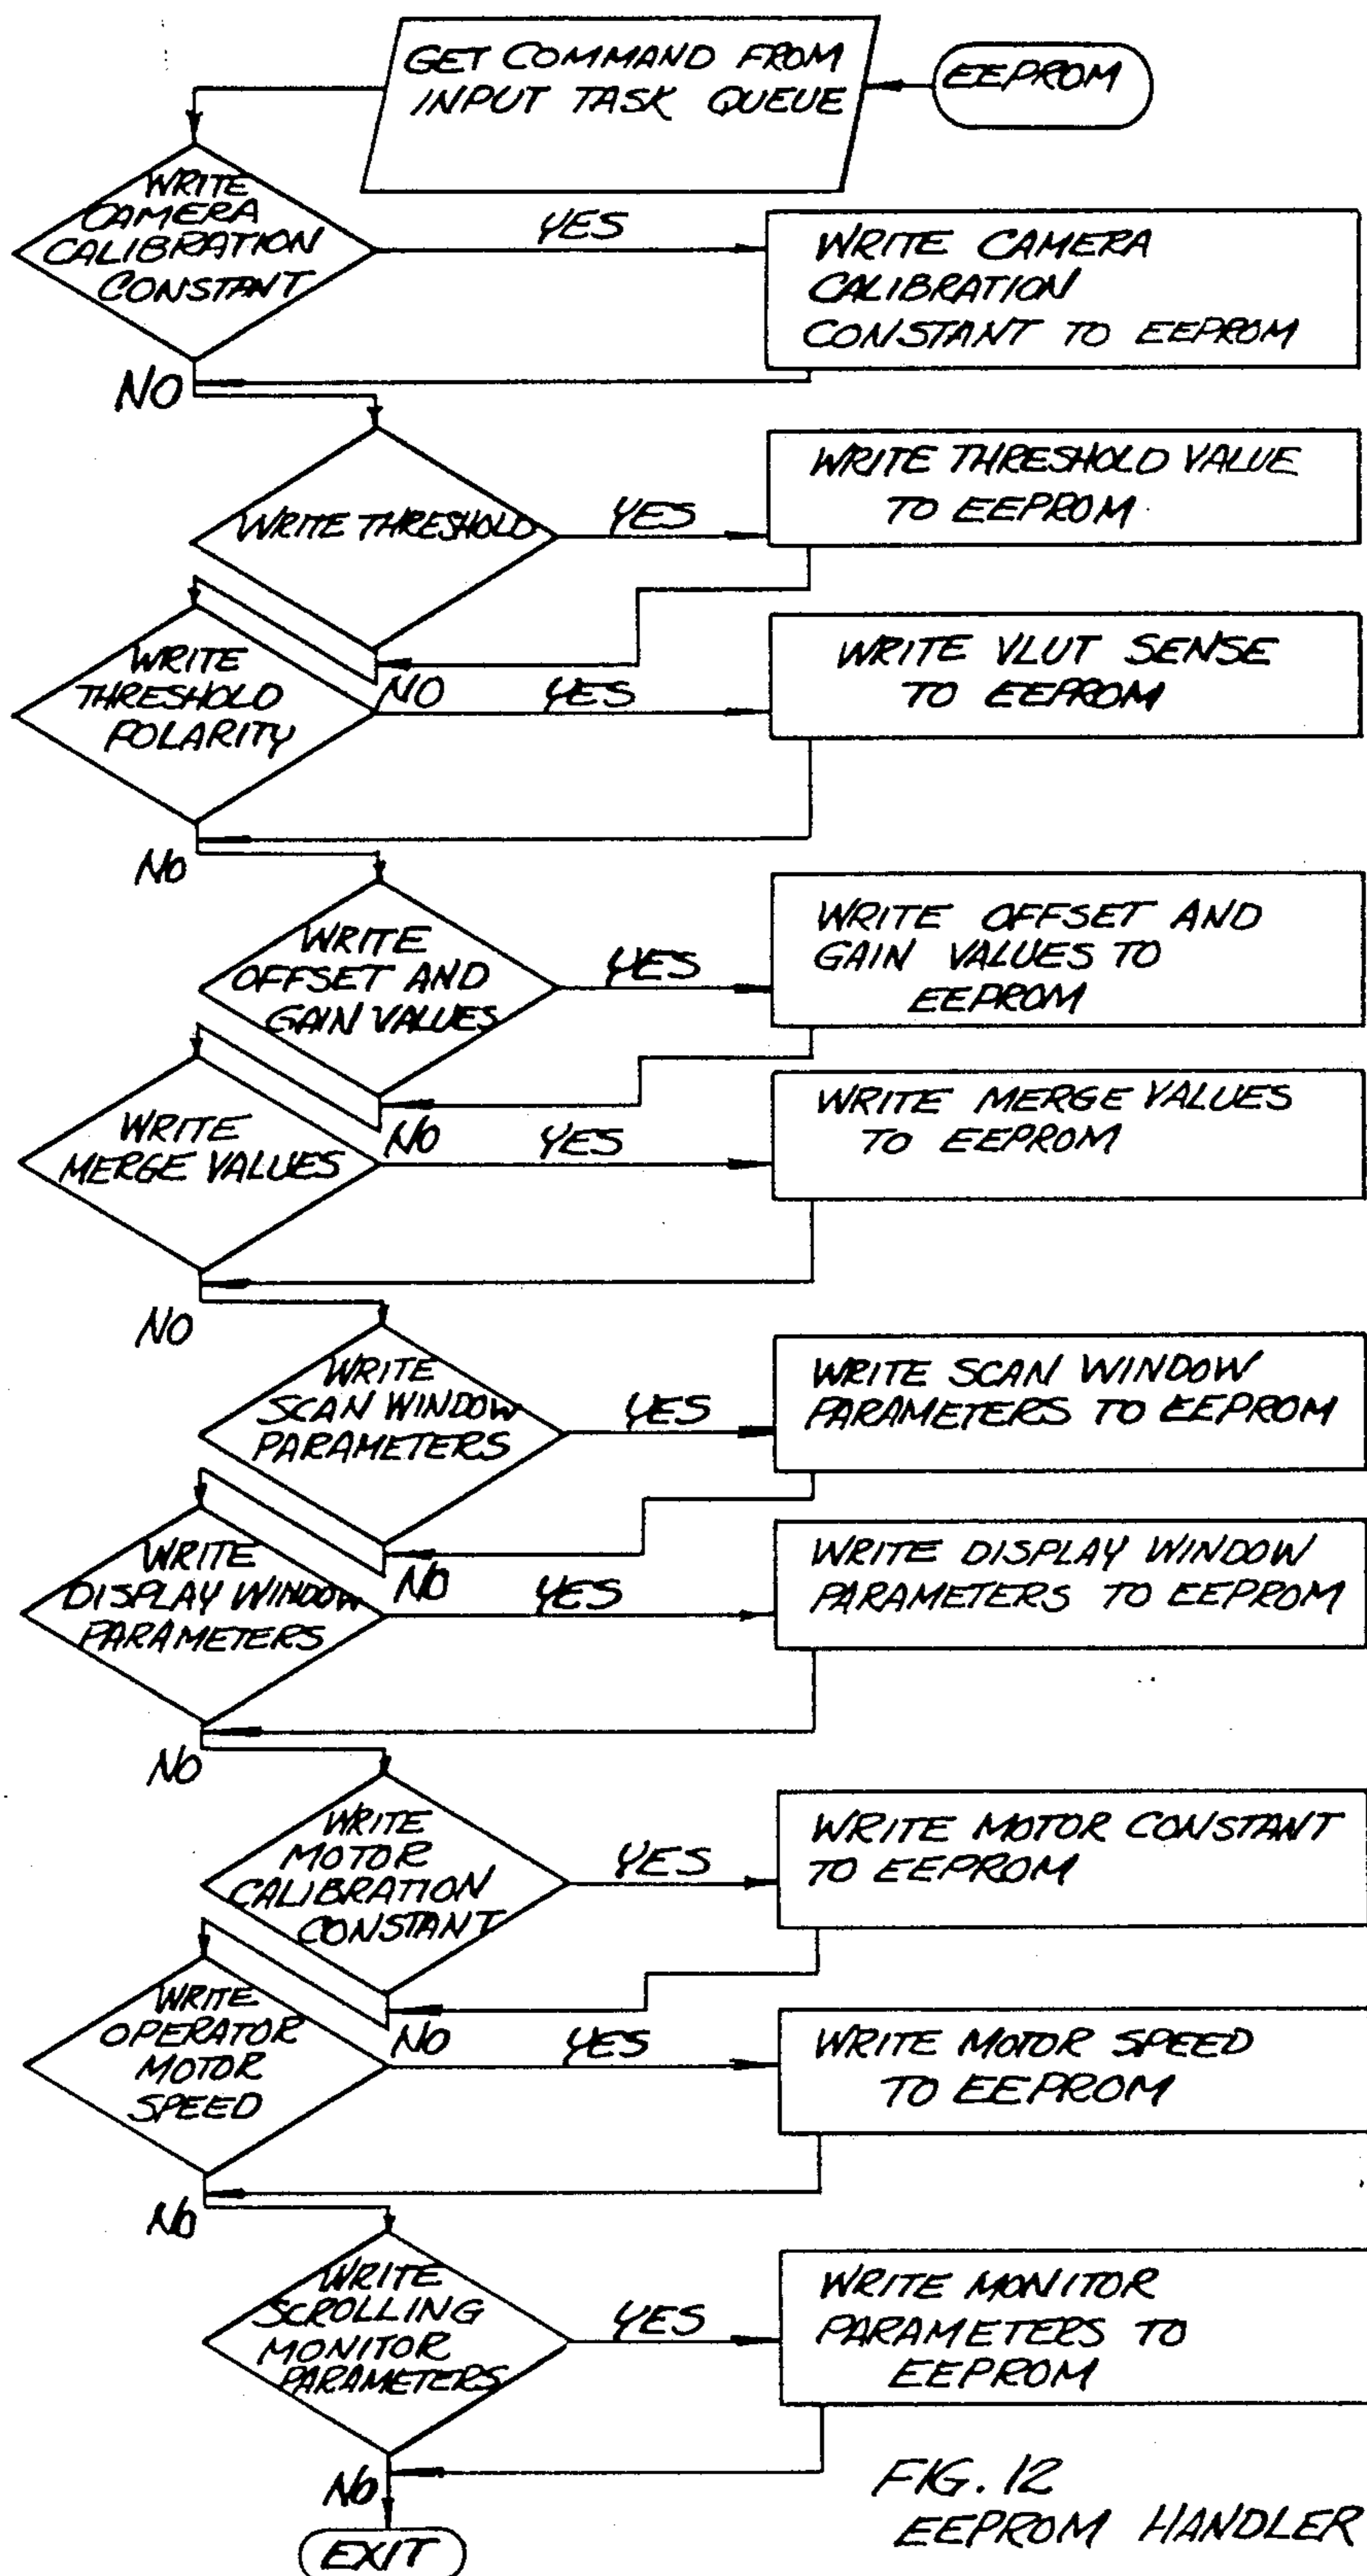 GET COMMAND FROM
INPUT TASK QUEUE
EEPROM
WRITE
CAMERA
CALIBRATION
CONSTANT
YES
WRITE CAMERA
CALIBRATION
CONSTANT TO EEPROM
NO
WRITE THRESHOLD
YES
WRITE THRESHOLD VALUE
TO EEPROM
NO
WRITE
THRESHOLD
POLARITY
YES
WRITE VLUT SENSE
TO EEPROM
NO
WRITE
OFFSET AND
GAIN VALUES
YES
WRITE OFFSET AND
GAIN VALUES TO
EEPROM
NO
WRITE
MERGE VALUES
YES
WRITE MERGE VALUES
TO EEPROM
NO
WRITE
SCAN WINDOW
PARAMETERS
YES
WRITE SCAN WINDOW
PARAMETERS TO EEPROM
NO
WRITE
DISPLAY WINDOW
PARAMETERS
YES
WRITE DISPLAY WINDOW
PARAMETERS TO EEPROM
NO
WRITE
MOTOR
CALIBRATION
CONSTANT
YES
WRITE MOTOR CONSTANT
TO EEPROM
NO
WRITE
OPERATOR
MOTOR
SPEED
YES
WRITE MOTOR SPEED
TO EEPROM
NO
WRITE
SCROLLING
MONITOR
PARAMETERS
YES
WRITE MONITOR
PARAMETERS TO
EEPROM
NO
EXIT
FIG. 12
EEPROM HANDLER